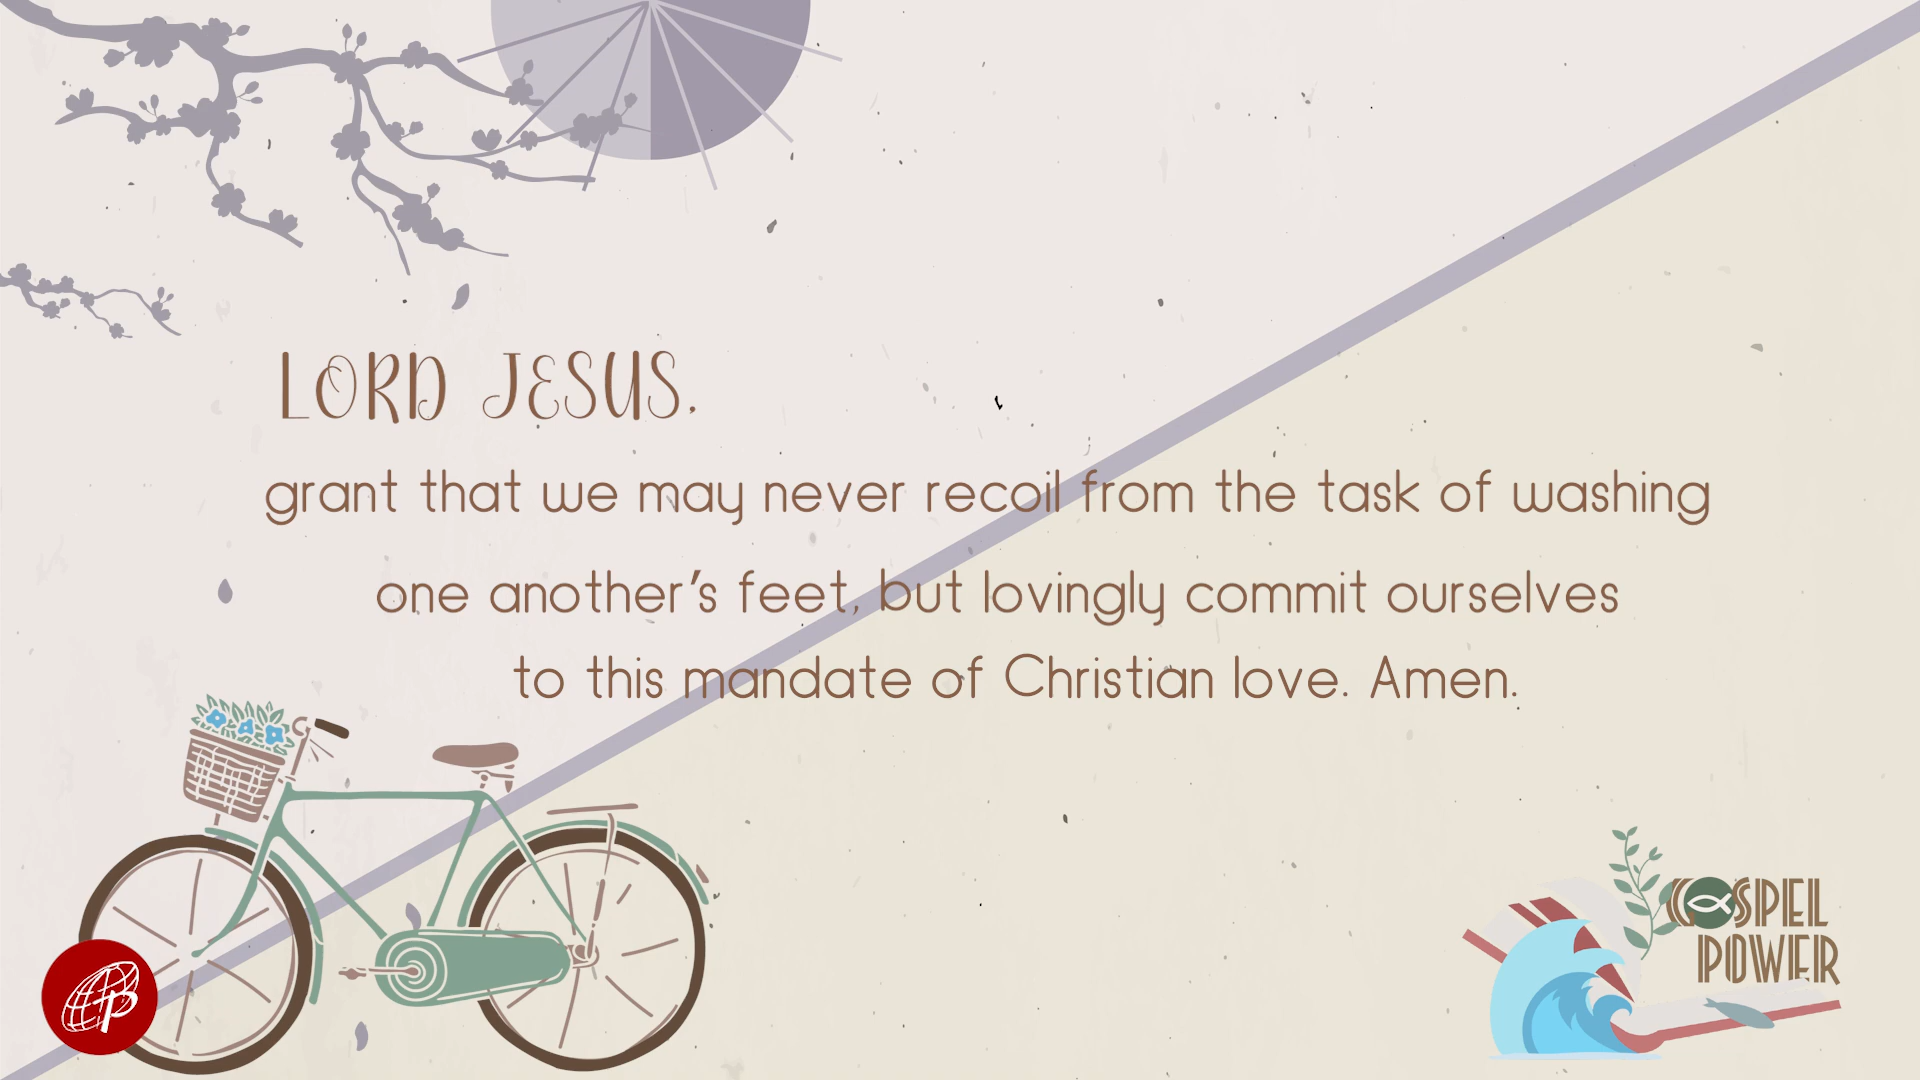 LORD JESUS,
grant that we may never recoil from the task of washing
one another's feet, but lovingly commit ourselves
to this mandate of Christian love. Amen.
GOSPEL
POWER